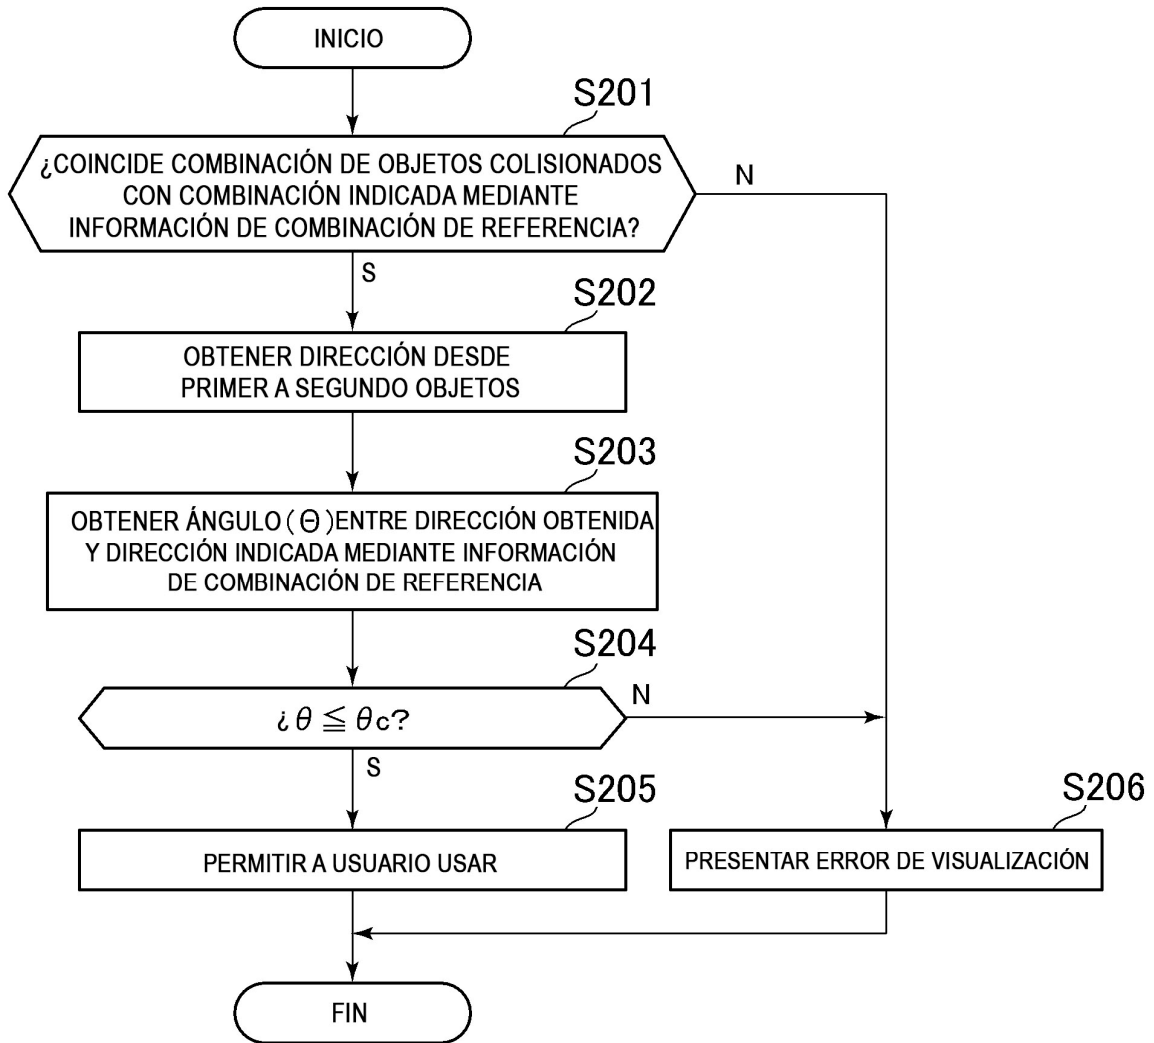 INICIO
S201
¿COINCIDE COMBINACIÓN DE OBJETOS COLISIONADOS
CON COMBINACIÓN INDICADA MEDIANTE
INFORMACIÓN DE COMBINACIÓN DE REFERENCIA?
N
S
S202
OBTENER DIRECCIÓN DESDE
PRIMER A SEGUNDO OBJETOS
S203
OBTENER ÁNGULO (Θ) ENTRE DIRECCIÓN OBTENIDA
Y DIRECCIÓN INDICADA MEDIANTE INFORMACIÓN
DE COMBINACIÓN DE REFERENCIA
S204
¿θ ≦ θc?
N
S
S205
PERMITIR A USUARIO USAR
S206
PRESENTAR ERROR DE VISUALIZACIÓN
FIN